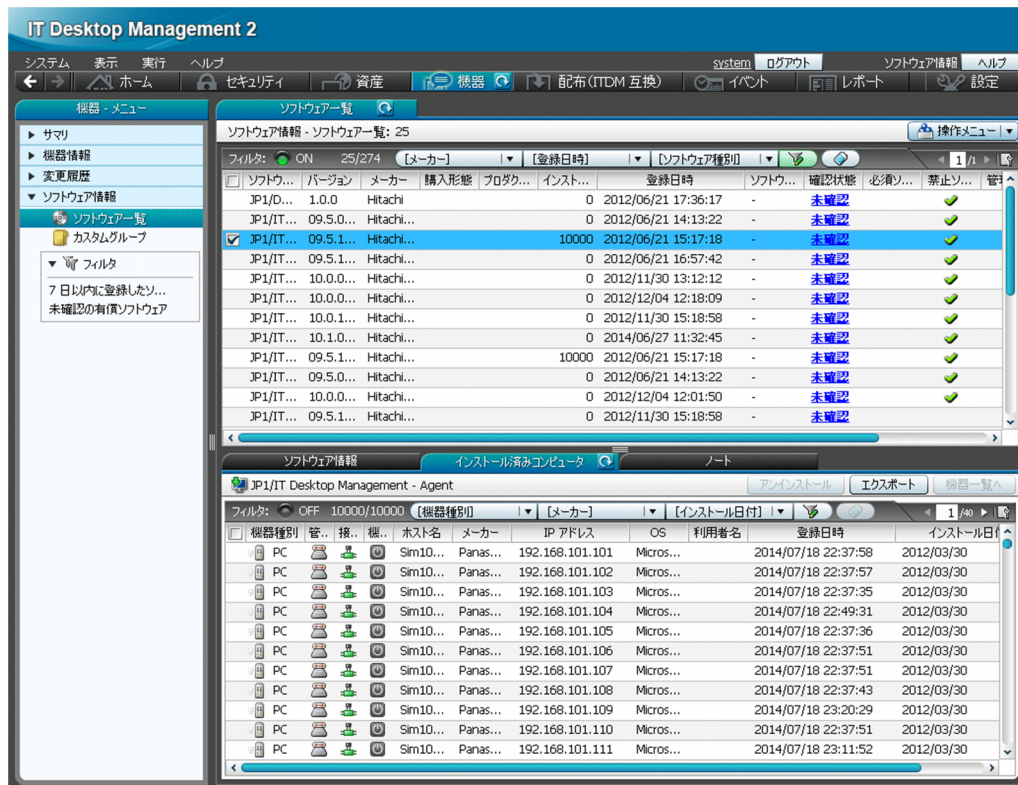 IT Desktop Management 2
システム 表示 実行 ヘルプ system ログアウト ソフトウェア情報 ヘルプ
ホーム セキュリティ 資産 機器 配布(ITDM 互換) イベント レポート 設定
機器 - メニュー
サマリ
機器情報
変更履歴
ソフトウェア情報
ソフトウェア一覧
カスタムグループ
フィルタ
7 日以内に登録したソ...
未確認の有償ソフトウェア
ソフトウェア一覧
ソフトウェア情報 - ソフトウェア一覧: 25 操作メニュー
フィルタ: ON 25/274 [メーカー] [登録日時] [ソフトウェア種別] 1 /1
ソフトウ... バージョン メーカー 購入形態 プロダク... インスト... 登録日時 ソフトウ... 確認状態 必須ソ... 禁止ソ...
JP1/D... 1.0.0 Hitachi 0 2012/06/21 17:36:17 - 未確認
JP1/IT... 09.5.0... Hitachi... 0 2012/06/21 14:13:22 - 未確認
JP1/IT... 09.5.1... Hitachi... 10000 2012/06/21 15:17:18 - 未確認
JP1/IT... 09.5.1... Hitachi... 0 2012/06/21 16:57:42 - 未確認
JP1/IT... 10.0.0... Hitachi... 0 2012/11/30 13:12:12 - 未確認
JP1/IT... 10.0.0... Hitachi... 0 2012/12/04 12:18:09 - 未確認
JP1/IT... 10.0.1... Hitachi... 0 2012/11/30 15:18:58 - 未確認
JP1/IT... 10.1.0... Hitachi... 0 2014/06/27 11:32:45 - 未確認
JP1/IT... 09.5.1... Hitachi... 10000 2012/06/21 15:17:18 - 未確認
JP1/IT... 09.5.0... Hitachi... 0 2012/06/21 14:13:22 - 未確認
JP1/IT... 10.0.0... Hitachi... 0 2012/12/04 12:01:50 - 未確認
JP1/IT... 09.5.1... Hitachi... 0 2012/11/30 15:18:58 - 未確認
ソフトウェア情報 インストール済みコンピュータ ノート
JP1/IT Desktop Management - Agent アンインストール エクスポート 機器一覧へ
フィルタ: OFF 10000/10000 [機器種別] [メーカー] [インストール日付] 1 /40
機器種別 管... 接... 機... ホスト名 メーカー IP アドレス OS 利用者名 登録日時 インストール日付
PC Sim10... Panas... 192.168.101.101 Micros... 2014/07/18 22:37:58 2012/03/30
PC Sim10... Panas... 192.168.101.102 Micros... 2014/07/18 22:37:57 2012/03/30
PC Sim10... Panas... 192.168.101.103 Micros... 2014/07/18 22:37:35 2012/03/30
PC Sim10... Panas... 192.168.101.104 Micros... 2014/07/18 22:49:31 2012/03/30
PC Sim10... Panas... 192.168.101.105 Micros... 2014/07/18 22:37:36 2012/03/30
PC Sim10... Panas... 192.168.101.106 Micros... 2014/07/18 22:37:51 2012/03/30
PC Sim10... Panas... 192.168.101.107 Micros... 2014/07/18 22:37:51 2012/03/30
PC Sim10... Panas... 192.168.101.108 Micros... 2014/07/18 22:37:43 2012/03/30
PC Sim10... Panas... 192.168.101.109 Micros... 2014/07/18 23:20:29 2012/03/30
PC Sim10... Panas... 192.168.101.110 Micros... 2014/07/18 22:37:51 2012/03/30
PC Sim10... Panas... 192.168.101.111 Micros... 2014/07/18 23:11:52 2012/03/30